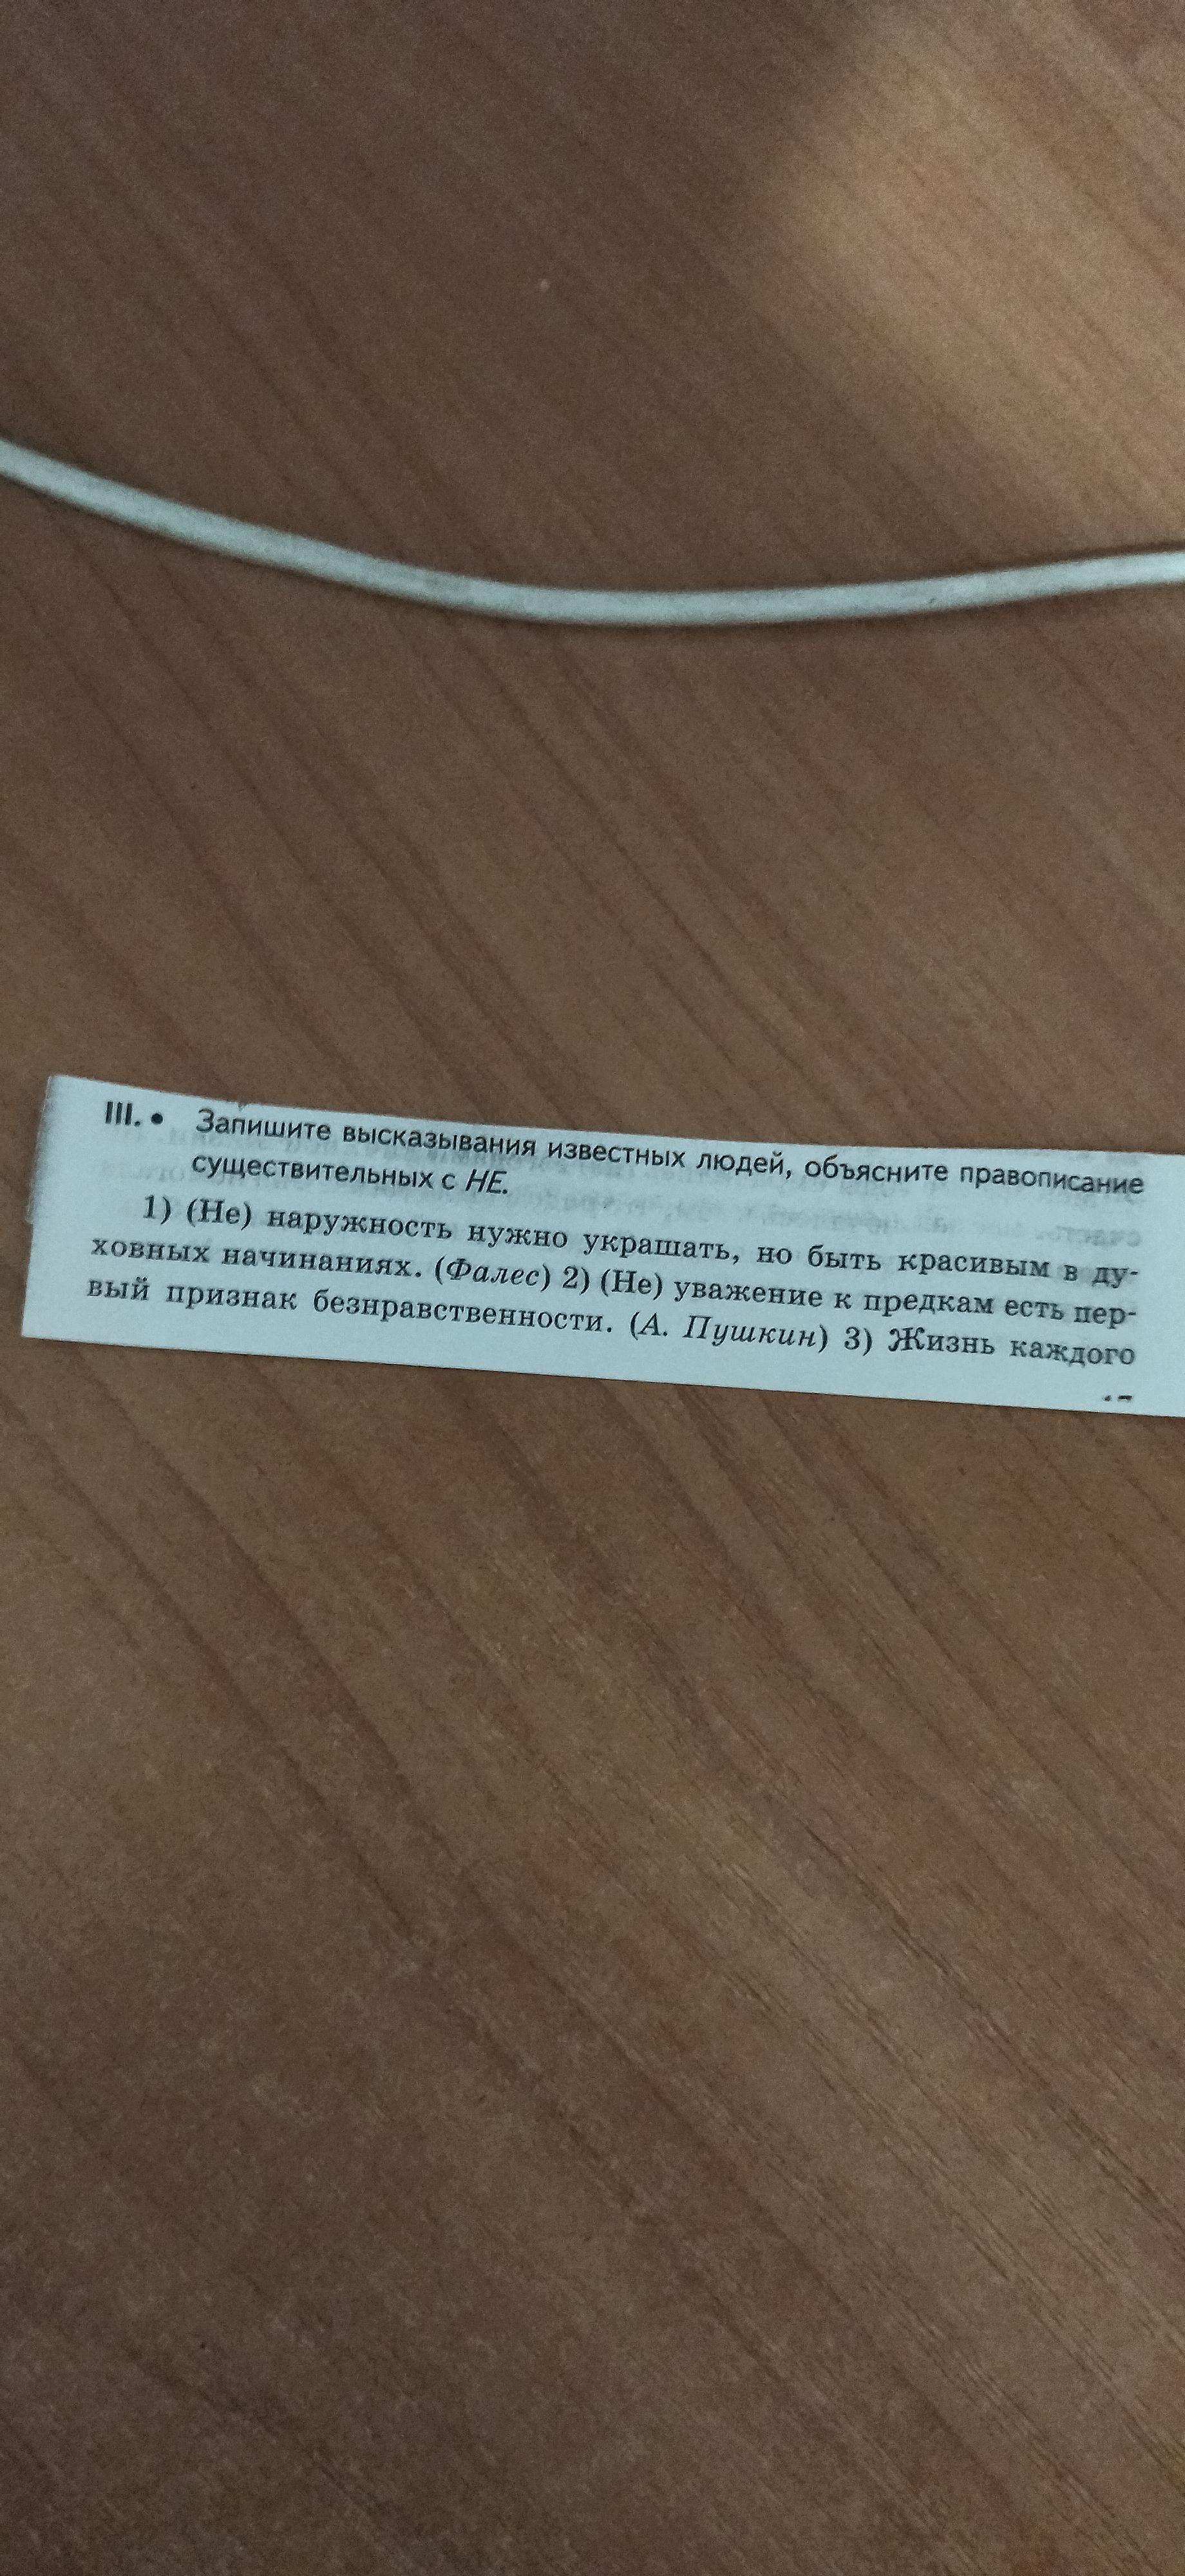 III. • Запишите высказывания известных людей, объясните правописание
существительных с НЕ.
1) (Не) наружность нужно украшать, но быть красивым в ду-
ховных начинаниях. (Фалес) 2) (Не) уважение к предкам есть пер-
вый признак безнравственности. (А. Пушкин) 3) Жизнь каждого